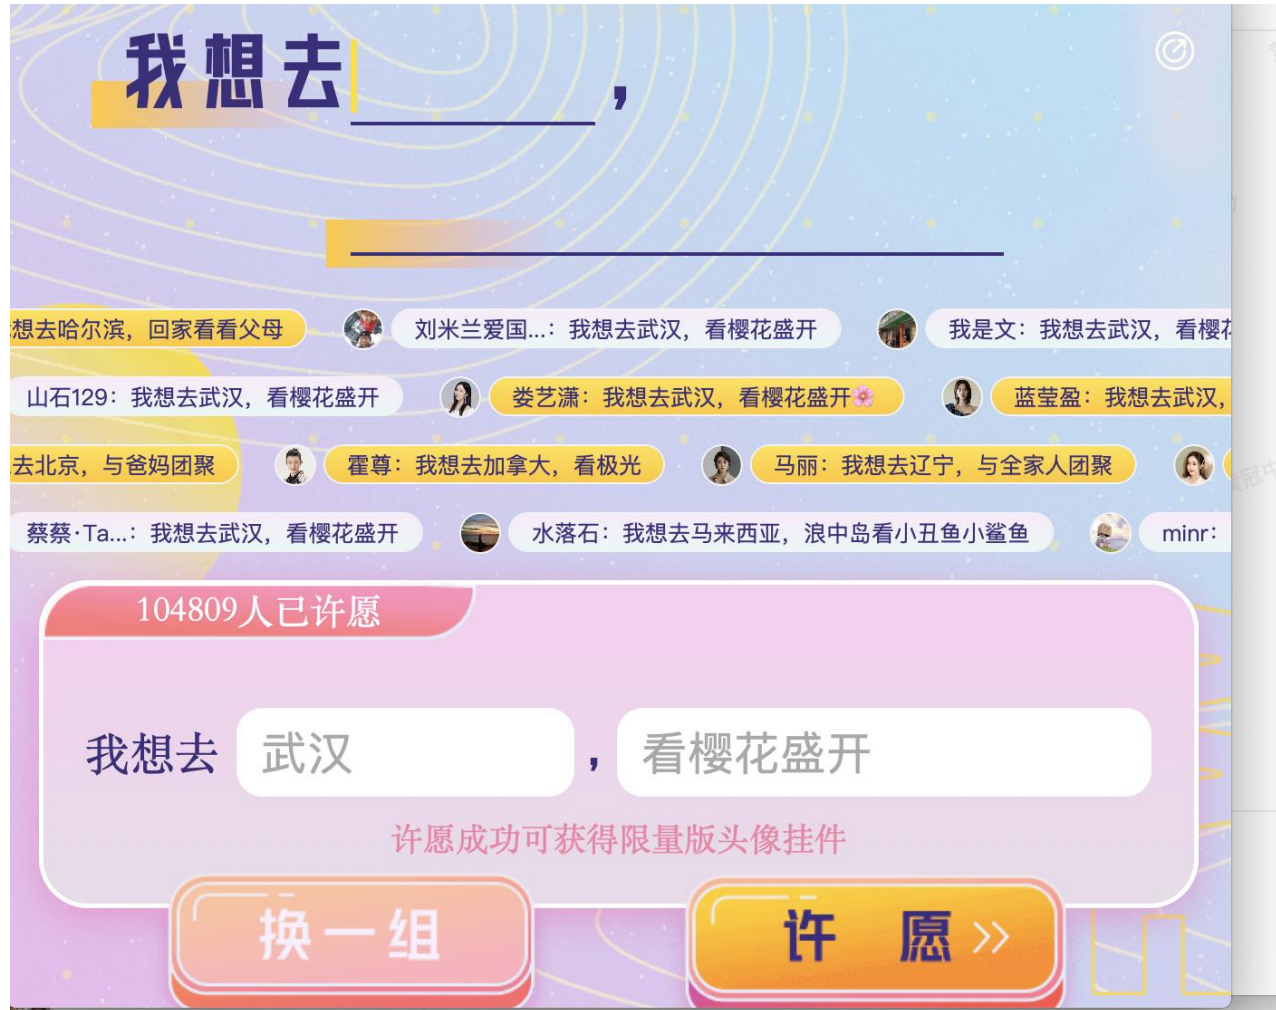 我想去 ，
想去哈尔滨，回家看看父母
刘米兰爱国...：我想去武汉，看樱花盛开
我是文：我想去武汉，看樱
山石129：我想去武汉，看樱花盛开
娄艺潇：我想去武汉，看樱花盛开🌸
蓝莹盈：我想去武汉，
去北京，与爸妈团聚
霍尊：我想去加拿大，看极光
马丽：我想去辽宁，与全家人团聚
蔡蔡·Ta...：我想去武汉，看樱花盛开
水落石：我想去马来西亚，浪中岛看小丑鱼小鲨鱼
minr：
104809人已许愿
我想去 武汉 ，看樱花盛开
许愿成功可获得限量版头像挂件
换一组
许愿